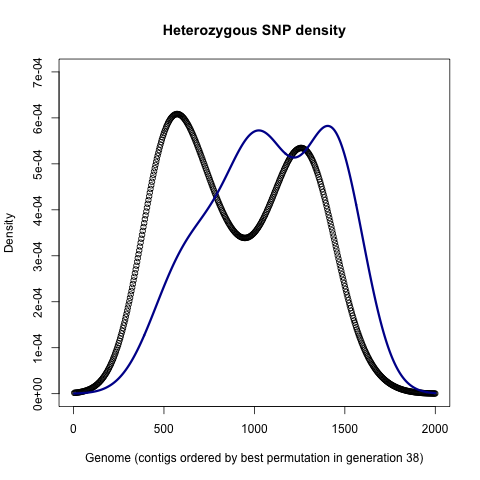 Heterozygous SNP density
Density
7e-04
6e-04
5e-04
4e-04
3e-04
2e-04
1e-04
0e+00
0 500 1000 1500 2000
Genome (contigs ordered by best permutation in generation 38)